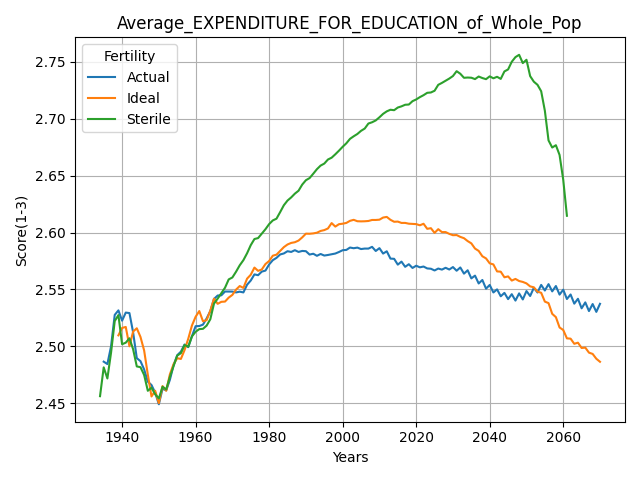 Average_EXPENDITURE_FOR_EDUCATION_of_Whole_Pop
Fertility
Actual
Ideal
Sterile
2.75
2.70
2.65
2.60
2.55
2.50
2.45
Score(1-3)
1940 1960 1980 2000 2020 2040 2060
Years